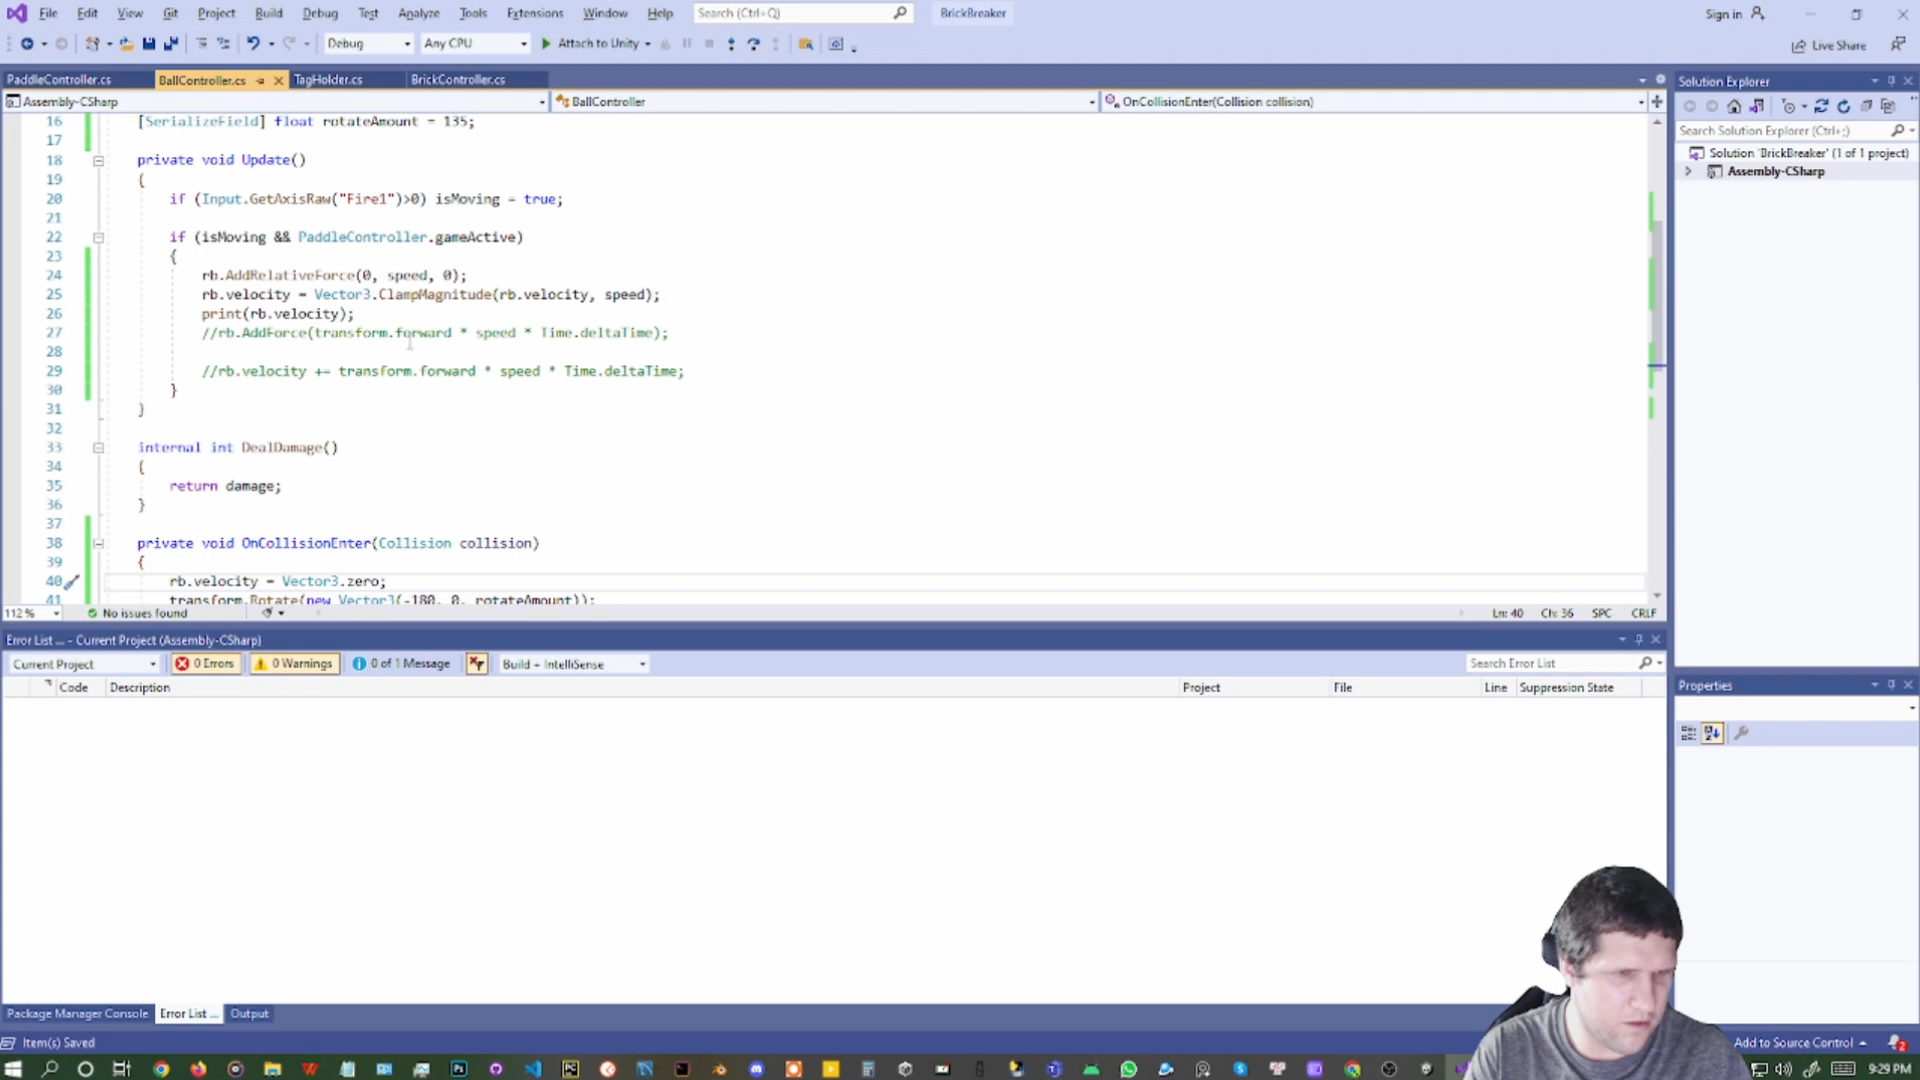 File Edit View Git Project Build Debug Test Analyze Tools Extensions Window Help Search (Ctrl+Q) BrickBreaker Sign in
Debug Any CPU Attach to Unity Live Share
PaddleController.cs BallController.cs TagHolder.cs BrickController.cs Solution Explorer
Assembly-CSharp BallController OnCollisionEnter(Collision collision)
Search Solution Explorer (Ctrl+;)
Solution 'BrickBreaker' (1 of 1 project)
Assembly-CSharp
16 [SerializeField] float rotateAmount = 135;
17
18 private void Update()
19 {
20 if (Input.GetAxisRaw("Fire1")>0) isMoving = true;
21
22 if (isMoving && PaddleController.gameActive)
23 {
24 rb.AddRelativeForce(0, speed, 0);
25 rb.velocity = Vector3.ClampMagnitude(rb.velocity, speed);
26 print(rb.velocity);
27 //rb.AddForce(transform.forward * speed * Time.deltaTime);
28
29 //rb.velocity += transform.forward * speed * Time.deltaTime;
30 }
31 }
32
33 internal int DealDamage()
34 {
35 return damage;
36 }
37
38 private void OnCollisionEnter(Collision collision)
39 {
40 rb.velocity = Vector3.zero;
41 transform.Rotate(new Vector3(-180, 0, rotateAmount));
112 % No issues found Ln: 40 Ch: 36 SPC CRLF
Error List ... - Current Project (Assembly-CSharp)
Current Project 0 Errors 0 Warnings 0 of 1 Message Build + IntelliSense Search Error List
Code Description Project File Line Suppression State
Properties
Package Manager Console Error List ... Output
Item(s) Saved Add to Source Control 2
9:29 PM